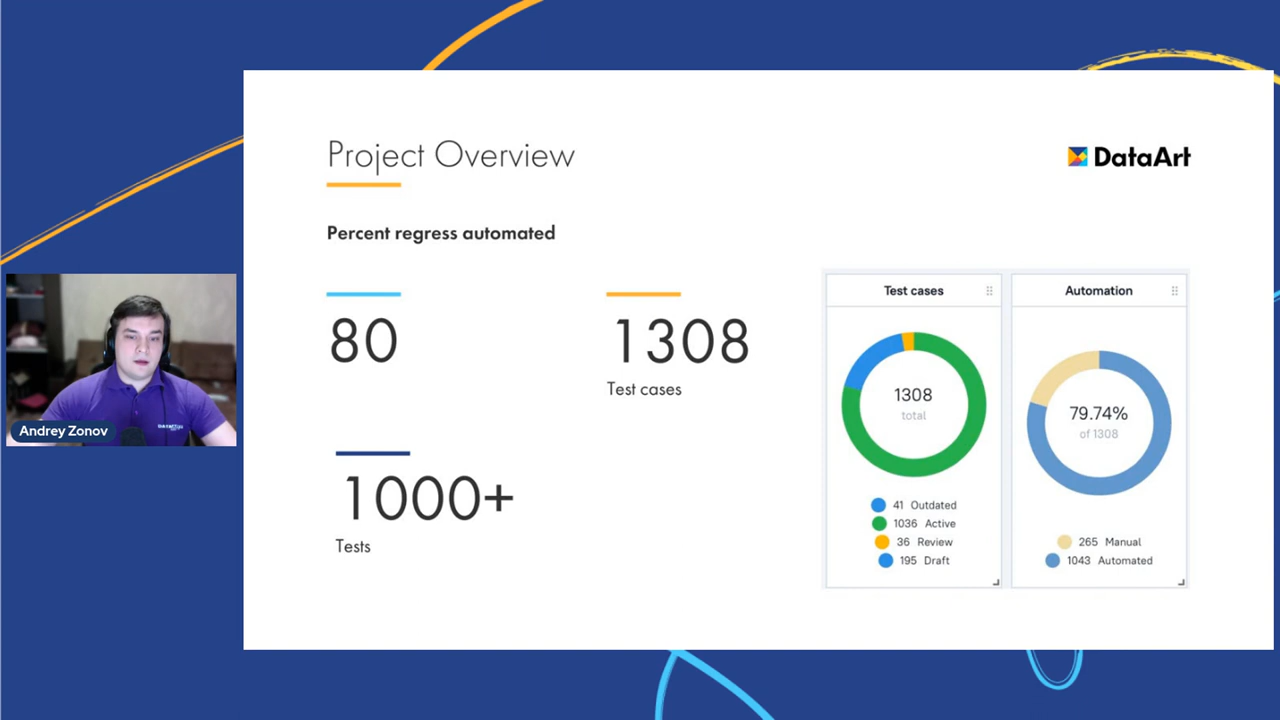 Project Overview
DataArt
Percent regress automated
80
1308
Test cases
1000+
Tests
Test cases
1308
total
41 Outdated
1036 Active
36 Review
195 Draft
Automation
79.74%
of 1308
265 Manual
1043 Automated
Andrey Zonov